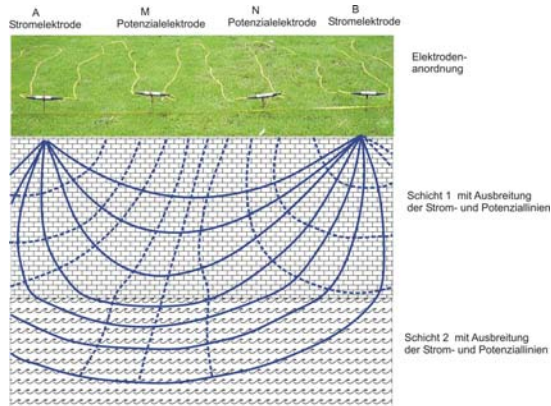 A
Stromelektrode
M
Potenzialelektrode
N
Potenzialelektrode
B
Stromelektrode
Elektroden-
anordnung
Schicht 1 mit Ausbreitung
der Strom- und Potenziallinien
Schicht 2 mit Ausbreitung
der Strom- und Potenziallinien